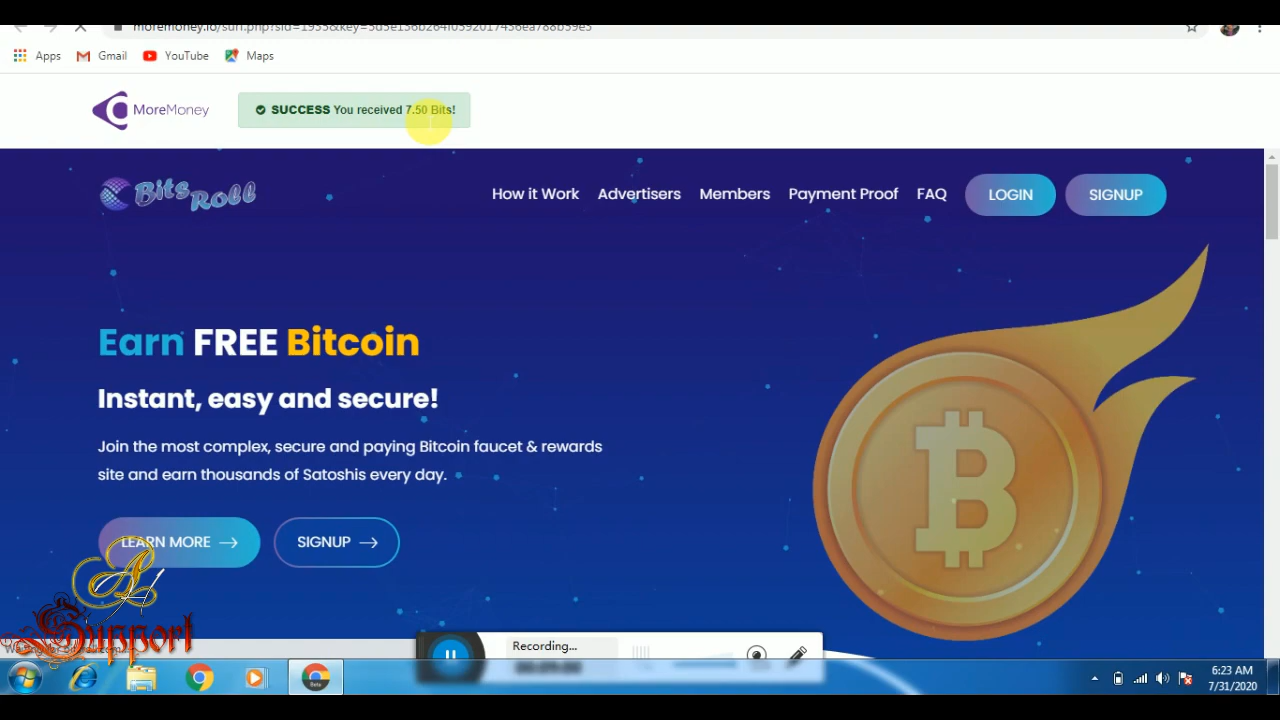 Apps Gmail YouTube Maps
MoreMoney
SUCCESS You received 7.50 Bits!
Bits Roll
How it Work Advertisers Members Payment Proof FAQ LOGIN SIGNUP
Earn FREE Bitcoin
Instant, easy and secure!
Join the most complex, secure and paying Bitcoin faucet & rewards
site and earn thousands of Satoshis every day.
LEARN MORE SIGNUP
A
Support
Recording...
6:23 AM
7/31/2020